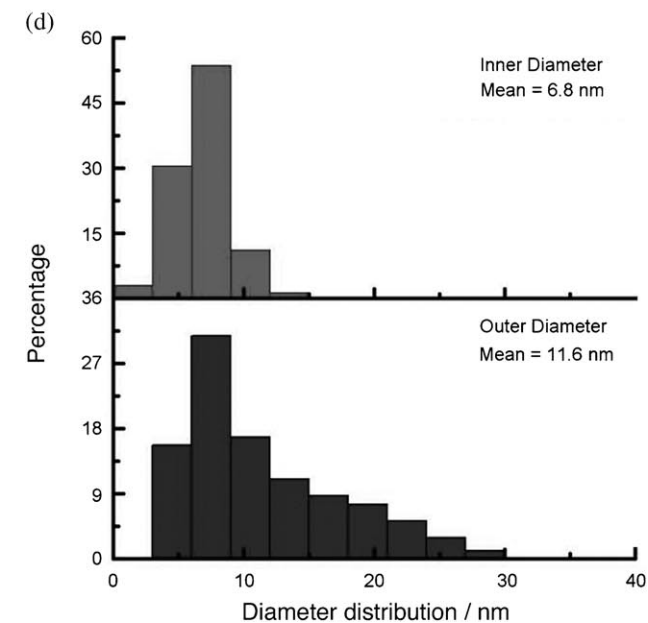 (d)
60
45
30
15
36
27
18
9
0
Percentage
Inner Diameter
Mean = 6.8 nm
Outer Diameter
Mean = 11.6 nm
0 10 20 30 40
Diameter distribution / nm